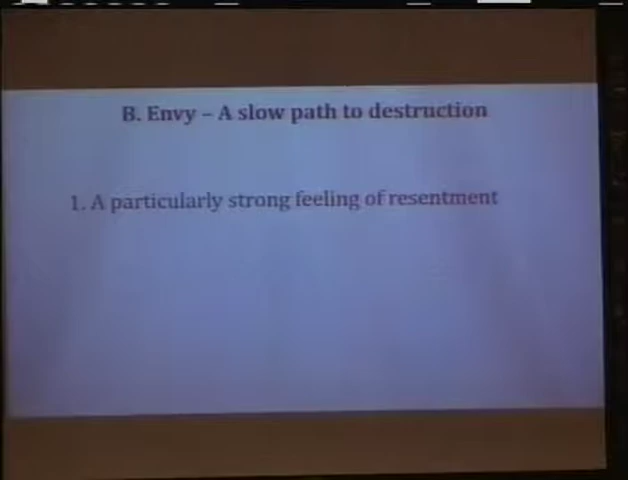 B. Envy – A slow path to destruction
1. A particularly strong feeling of resentment